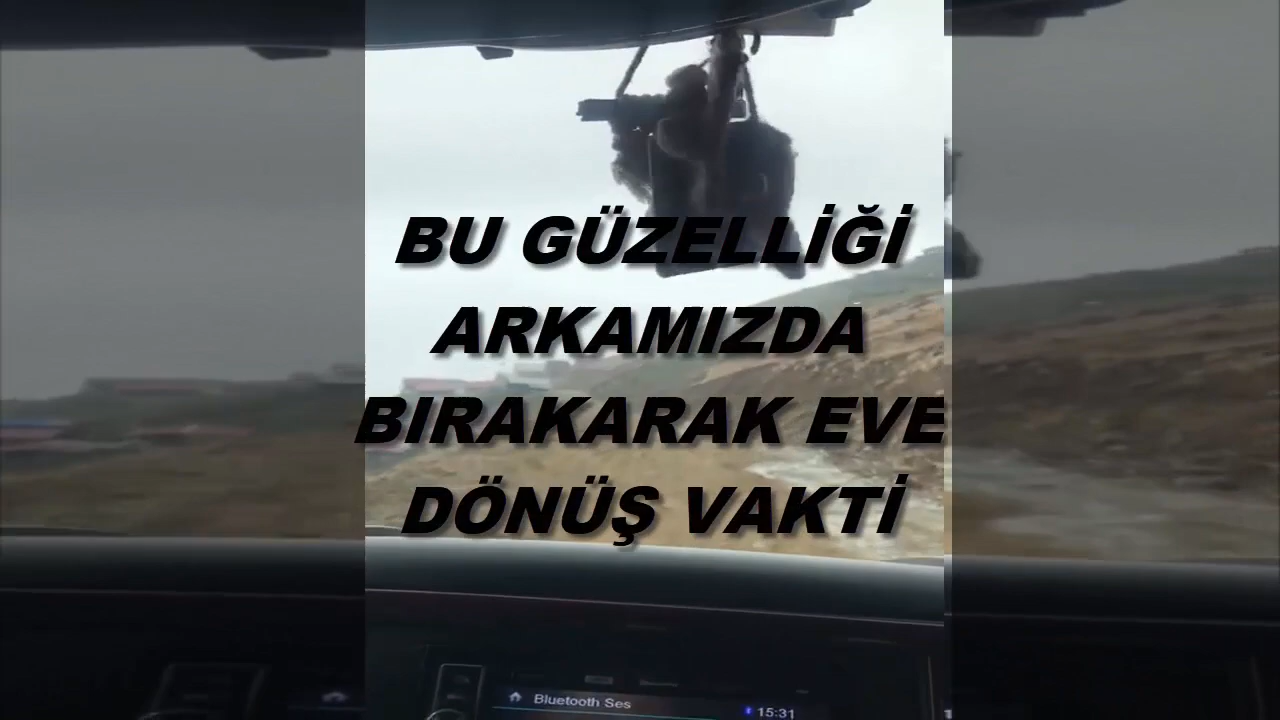 BU GÜZELLİĞİ
ARKAMIZDA
BIRAKARAK EVE
DÖNÜŞ VAKTİ
Bluetooth Ses
15:31